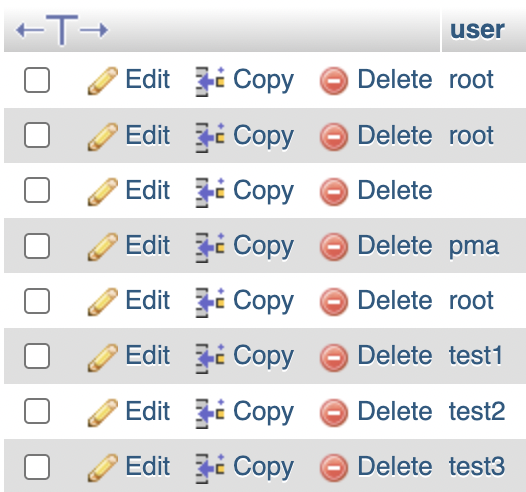 user
Edit Copy Delete root
Edit Copy Delete root
Edit Copy Delete
Edit Copy Delete pma
Edit Copy Delete root
Edit Copy Delete test1
Edit Copy Delete test2
Edit Copy Delete test3